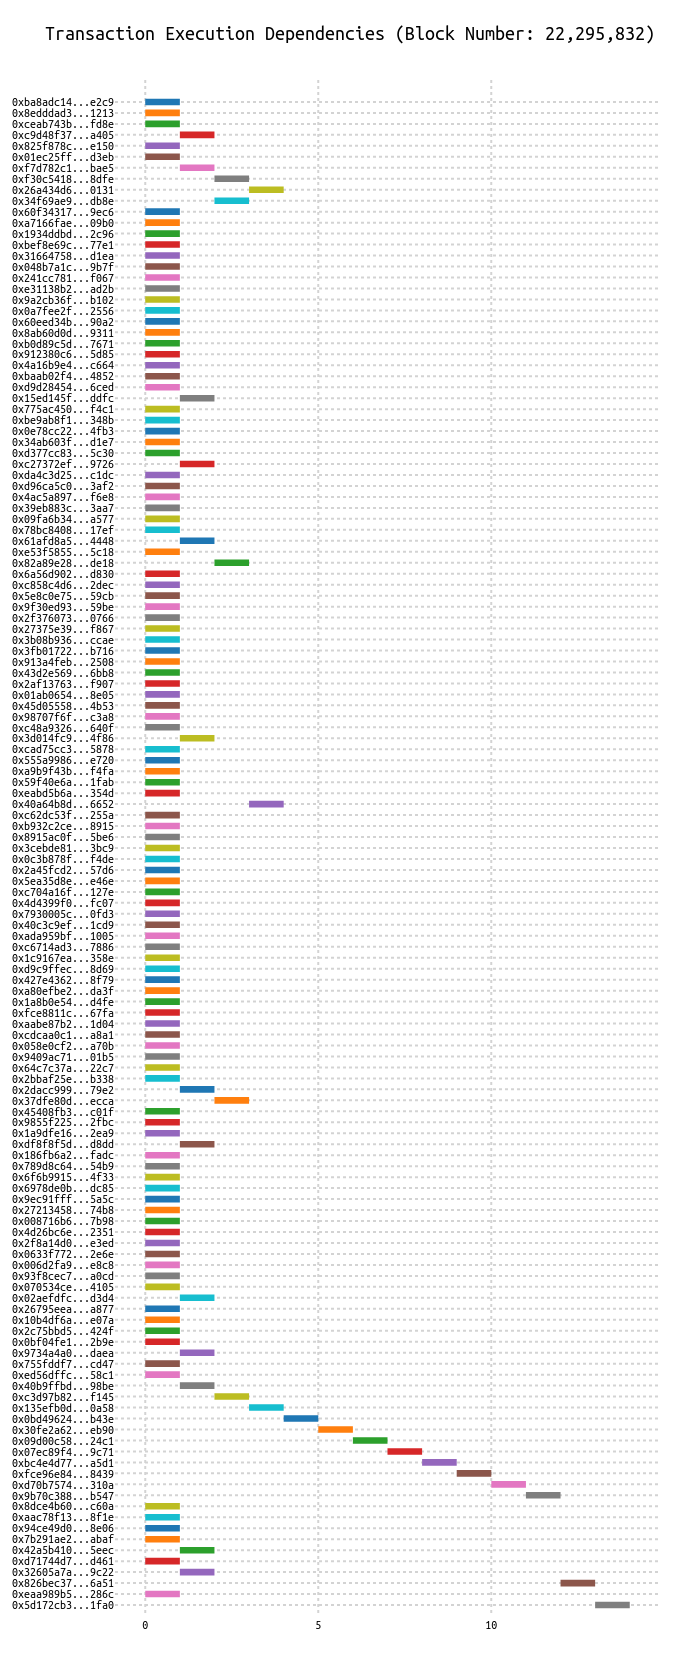 Transaction Execution Dependencies (Block Number: 22,295,832)
0xba8adc14...e2c9
0x8edddad3...1213
0xceab743b...fd8e
0xc9d48f37...a405
0x825f878c...e150
0x01ec25ff...d3eb
0xf7d782c1...bae5
0xf30c5418...8dfe
0x26a434d6...0131
0x34f69ae9...db8e
0x60f34317...9ec6
0xa7166fae...09b0
0x1934ddbd...2c96
0xbef8e69c...77e1
0x31664758...d1ea
0x048b7a1c...9b7f
0x241cc781...f067
0xe31138b2...ad2b
0x9a2cb36f...b102
0x0a7fee2f...2556
0x60eed34b...90a2
0x8ab60d0d...9311
0xb0d89c5d...7671
0x912380c6...5d85
0x4a16b9e4...c664
0xbaab02f4...4852
0xd9d28454...6ced
0x15ed145f...ddfc
0x775ac450...f4c1
0xbe9ab8f1...348b
0x0e78cc22...4fb3
0x34ab603f...d1e7
0xd377cc83...5c30
0xc27372ef...9726
0xda4c3d25...c1dc
0xd96ca5c0...3af2
0x4ac5a897...f6e8
0x39eb883c...3aa7
0x09fa6b34...a577
0x78bc8408...17ef
0x61afd8a5...4448
0xe53f5855...5c18
0x82a89e28...de18
0x6a56d902...d830
0xc858c4d6...2dec
0x5e8c0e75...59cb
0x9f30ed93...59be
0x2f376073...0766
0x27375e39...f867
0x3b08b936...ccae
0x3fb01722...b716
0x913a4feb...2508
0x43d2e569...6bb8
0x2af13763...f907
0x01ab0654...8e05
0x45d05558...4b53
0x98707f6f...c3a8
0xc48a9326...640f
0x3d014fc9...4f86
0xcad75cc3...5878
0x555a9986...e720
0xa9b9f43b...f4fa
0x59f40e6a...1fab
0xeabd5b6a...354d
0x40a64b8d...6652
0xc62dc53f...255a
0xb932c2ce...8915
0x8915ac0f...5be6
0x3cebde81...3bc9
0x0c3b878f...f4de
0x2a45fcd2...57d6
0x5ea35d8e...e46e
0xc704a16f...127e
0x4d4399f0...fc07
0x7930005c...0fd3
0x40c3c9ef...1cd9
0xada959bf...1005
0xc6714ad3...7886
0x1c9167ea...358e
0xd9c9ffec...8d69
0x427e4362...8f79
0xa80efbe2...da3f
0x1a8b0e54...d4fe
0xfce8811c...67fa
0xaabe87b2...1d04
0xcdcaa0c1...a8a1
0x058e0cf2...a70b
0x9409ac71...01b5
0x64c7c37a...22c7
0x2bbaf25e...b338
0x2dacc999...79e2
0x37dfe80d...ecca
0x45408fb3...c01f
0x9855f225...2fbc
0x1a9dfe16...2ea9
0xdf8f8f5d...d8dd
0x186fb6a2...fadc
0x789d8c64...54b9
0x6f6b9915...4f33
0x6978de0b...dc85
0x9ec91fff...5a5c
0x27213458...74b8
0x008716b6...7b98
0x4d26bc6e...2351
0x2f8a14d0...e3ed
0x0633f772...2e6e
0x006d2fa9...e8c8
0x93f8cec7...a0cd
0x070534ce...4105
0x02aefdfc...d3d4
0x26795eea...a877
0x10b4df6a...e07a
0x2c75bbd5...424f
0x0bf04fe1...2b9e
0x9734a4a0...daea
0x755fddf7...cd47
0xed56dffc...58c1
0x40b9ffbd...98be
0xc3d97b82...f145
0x135efb0d...0a58
0x0bd49624...b43e
0x30fe2a62...eb90
0x09d00c58...24c1
0x07ec89f4...9c71
0xbc4e4d77...a5d1
0xfce96e84...8439
0xd70b7574...310a
0x9b70c388...b547
0x8dce4b60...c60a
0xaac78f13...8f1e
0x94ce49d0...8e06
0x7b291ae2...abaf
0x42a5b410...5eec
0xd71744d7...d461
0x32605a7a...9c22
0x826bec37...6a51
0xeaa989b5...286c
0x5d172cb3...1fa0
0 5 10